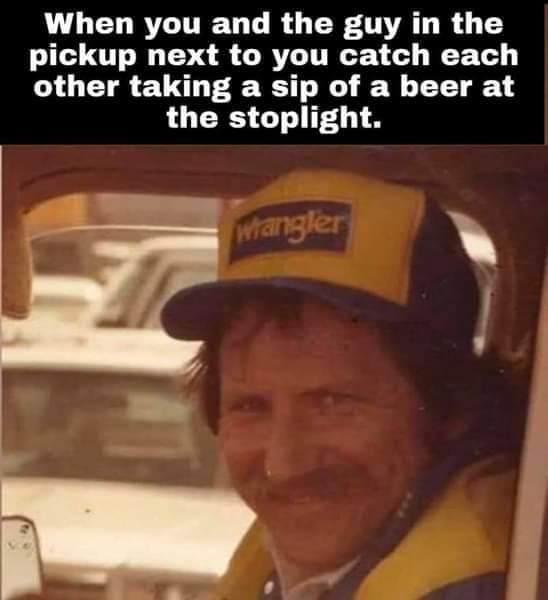 When you and the guy in the
pickup next to you catch each
other taking a sip of a beer at
the stoplight.
Wrangler